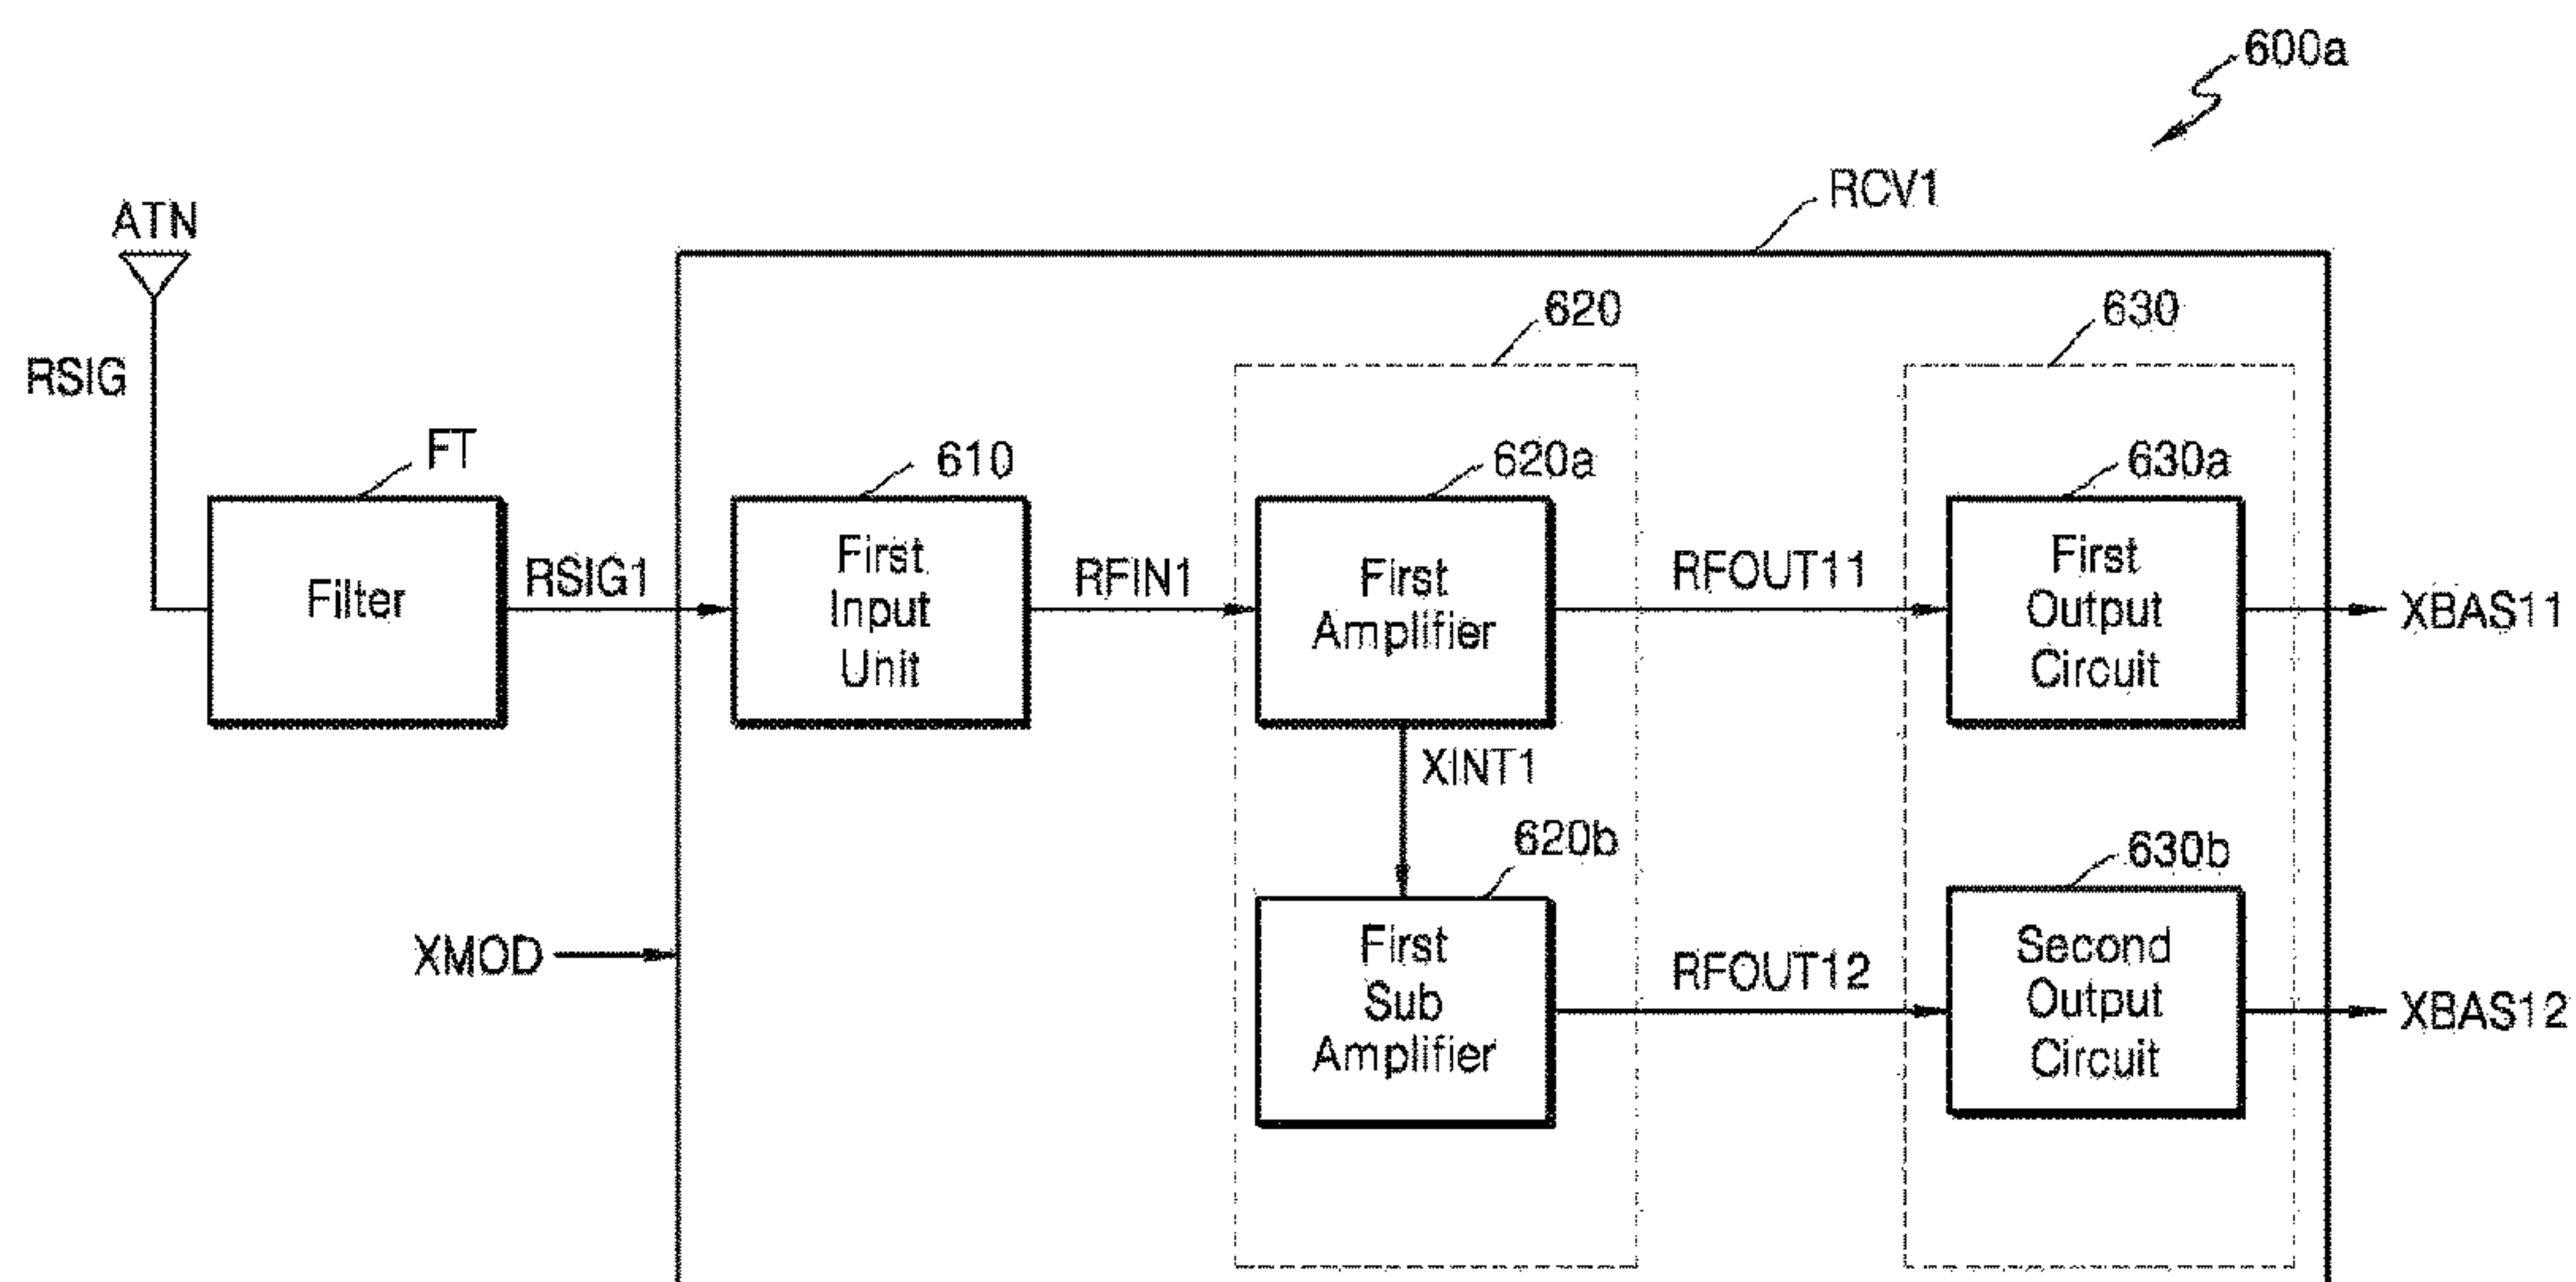 600a
RCV1
ATN
620
630
RSIG
FT
610
620a
630a
Filter
RSIG1
First
Input
Unit
RFIN1
First
Amplifier
RFOUT11
First
Output
Circuit
XBAS11
XINT1
620b
630b
XMOD
First
Sub
Amplifier
RFOUT12
Second
Output
Circuit
XBAS12